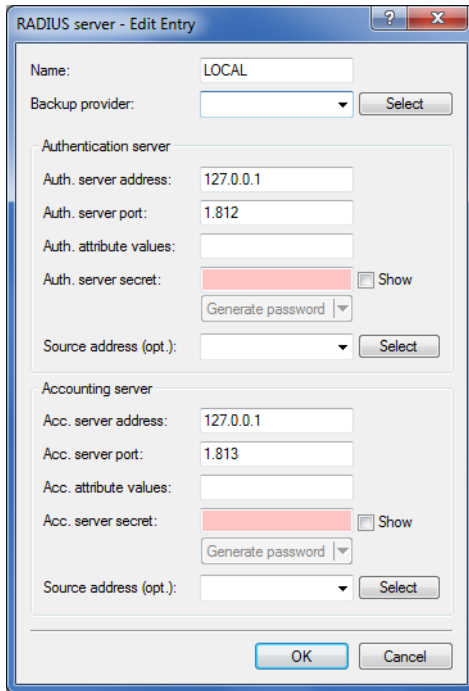 RADIUS server - Edit Entry
Name: LOCAL
Backup provider: Select
Authentication server
Auth. server address: 127.0.0.1
Auth. server port: 1.812
Auth. attribute values:
Auth. server secret: Show
Generate password
Source address (opt.): Select
Accounting server
Acc. server address: 127.0.0.1
Acc. server port: 1.813
Acc. attribute values:
Acc. server secret: Show
Generate password
Source address (opt.): Select
OK Cancel